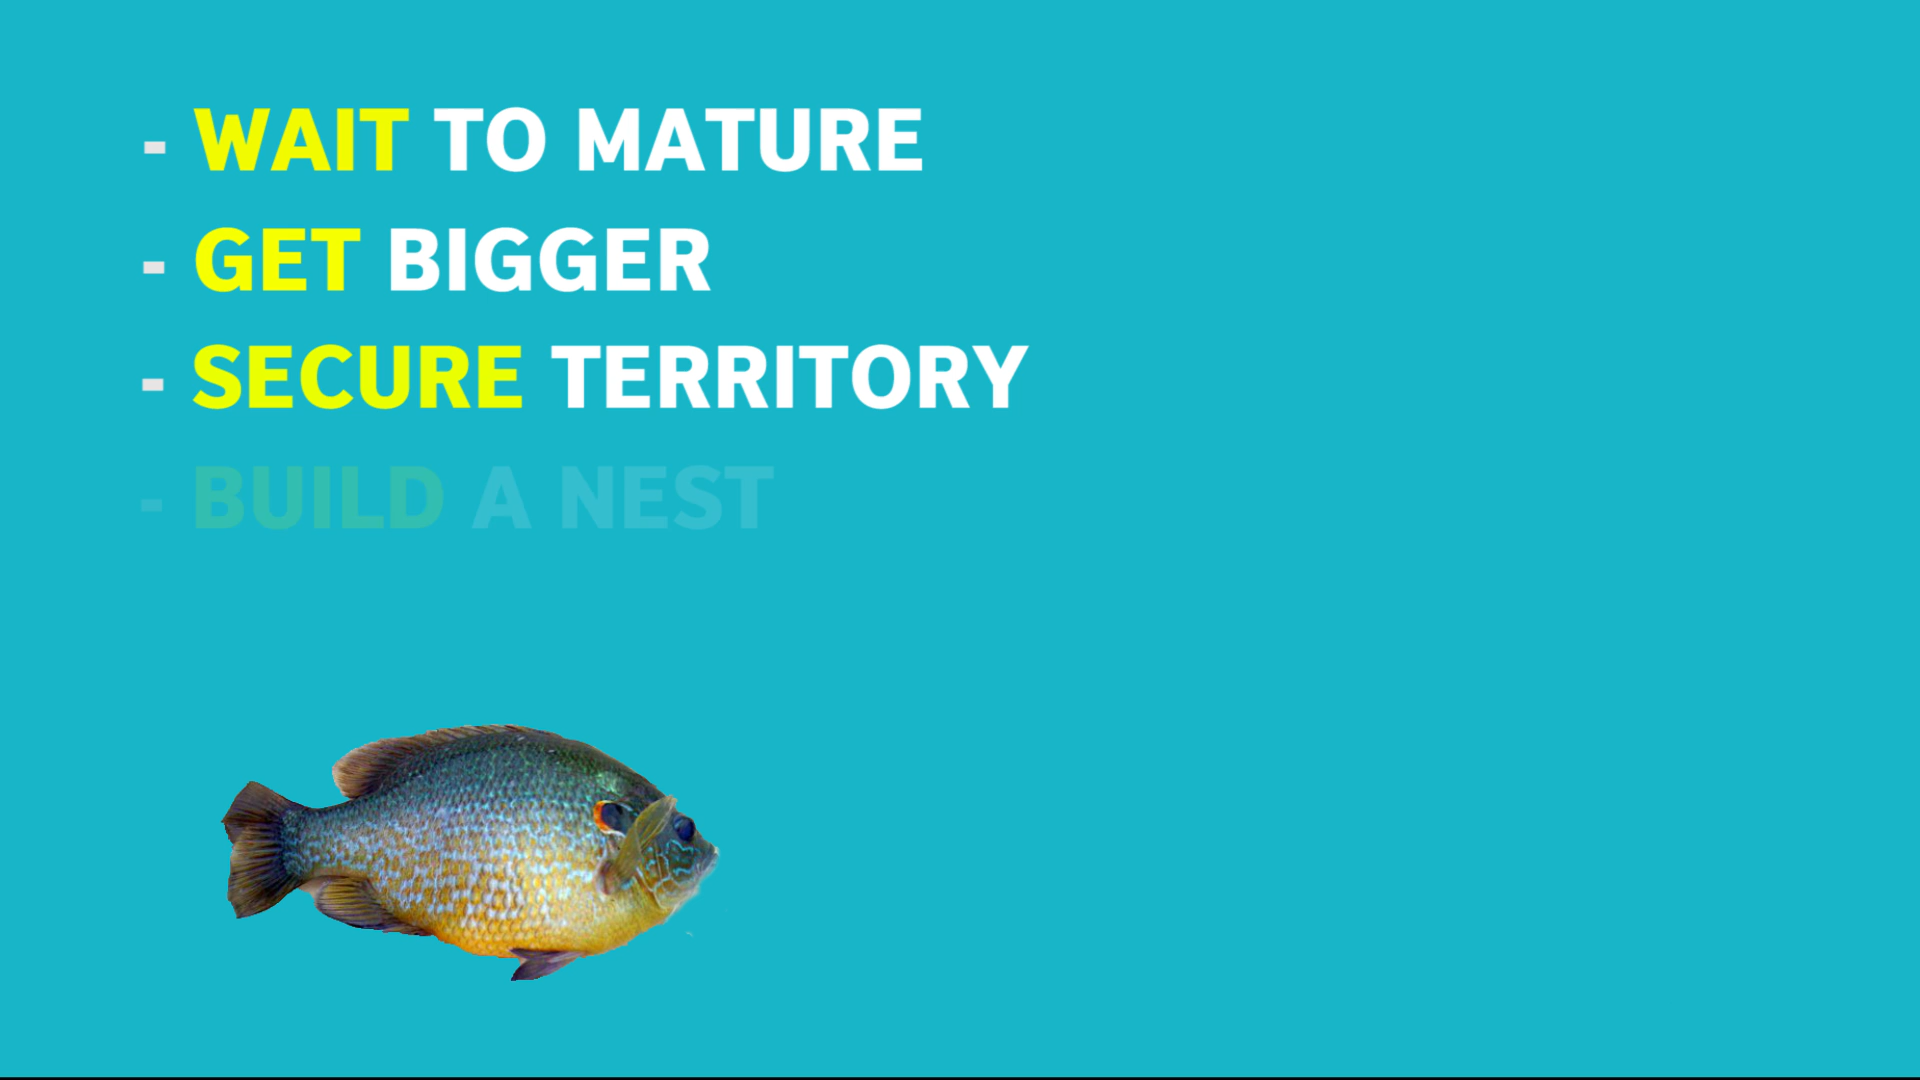 - WAIT TO MATURE
- GET BIGGER
- SECURE TERRITORY
- BUILD A NEST